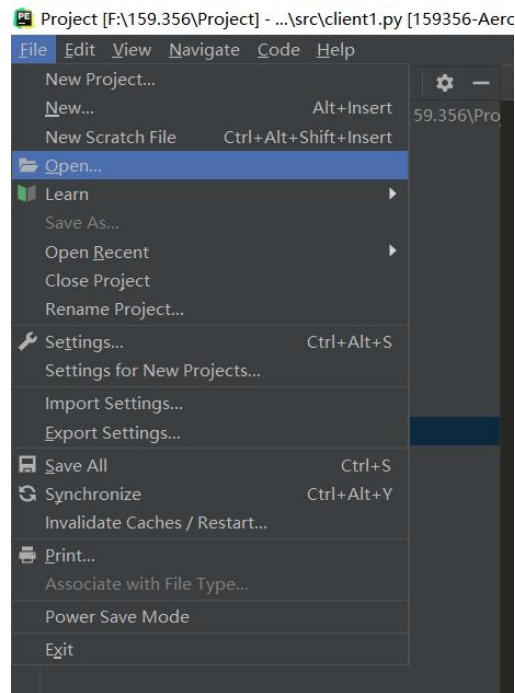 PE Project [F:\159.356\Project] - ...\src\client1.py [159356-Aero
File Edit View Navigate Code Help
New Project...
New... Alt+Insert
59.356\Pro
New Scratch File Ctrl+Alt+Shift+Insert
Open...
Learn
Save As...
Open Recent
Close Project
Rename Project...
Settings... Ctrl+Alt+S
Settings for New Projects...
Import Settings...
Export Settings...
Save All Ctrl+S
Synchronize Ctrl+Alt+Y
Invalidate Caches / Restart...
Print...
Associate with File Type...
Power Save Mode
Exit